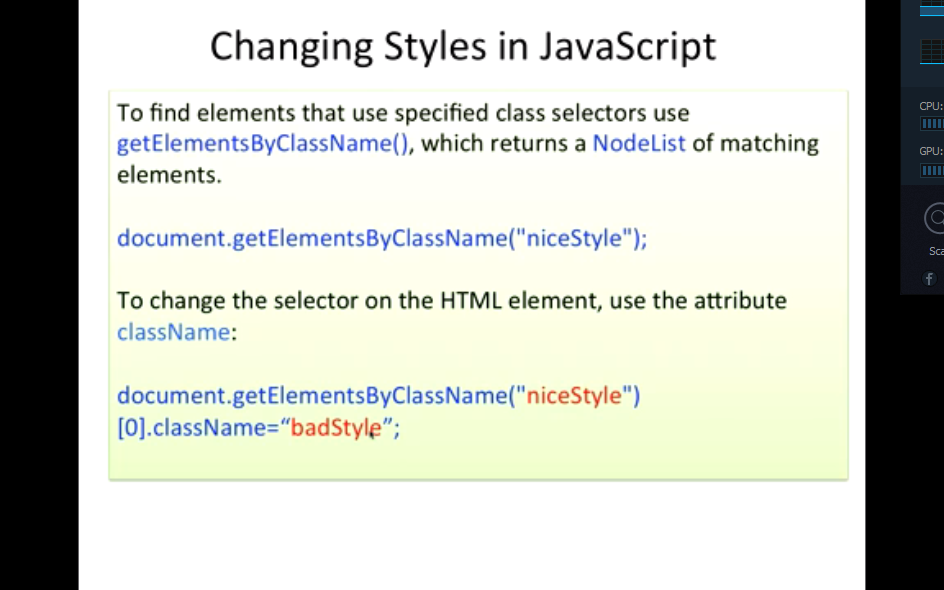 Changing Styles in JavaScript
To find elements that use specified class selectors use
getElementsByClassName(), which returns a NodeList of matching
elements.
document.getElementsByClassName("niceStyle");
To change the selector on the HTML element, use the attribute
className:
document.getElementsByClassName("niceStyle")
[0].className=“badStyle”;
CPU:
GPU: